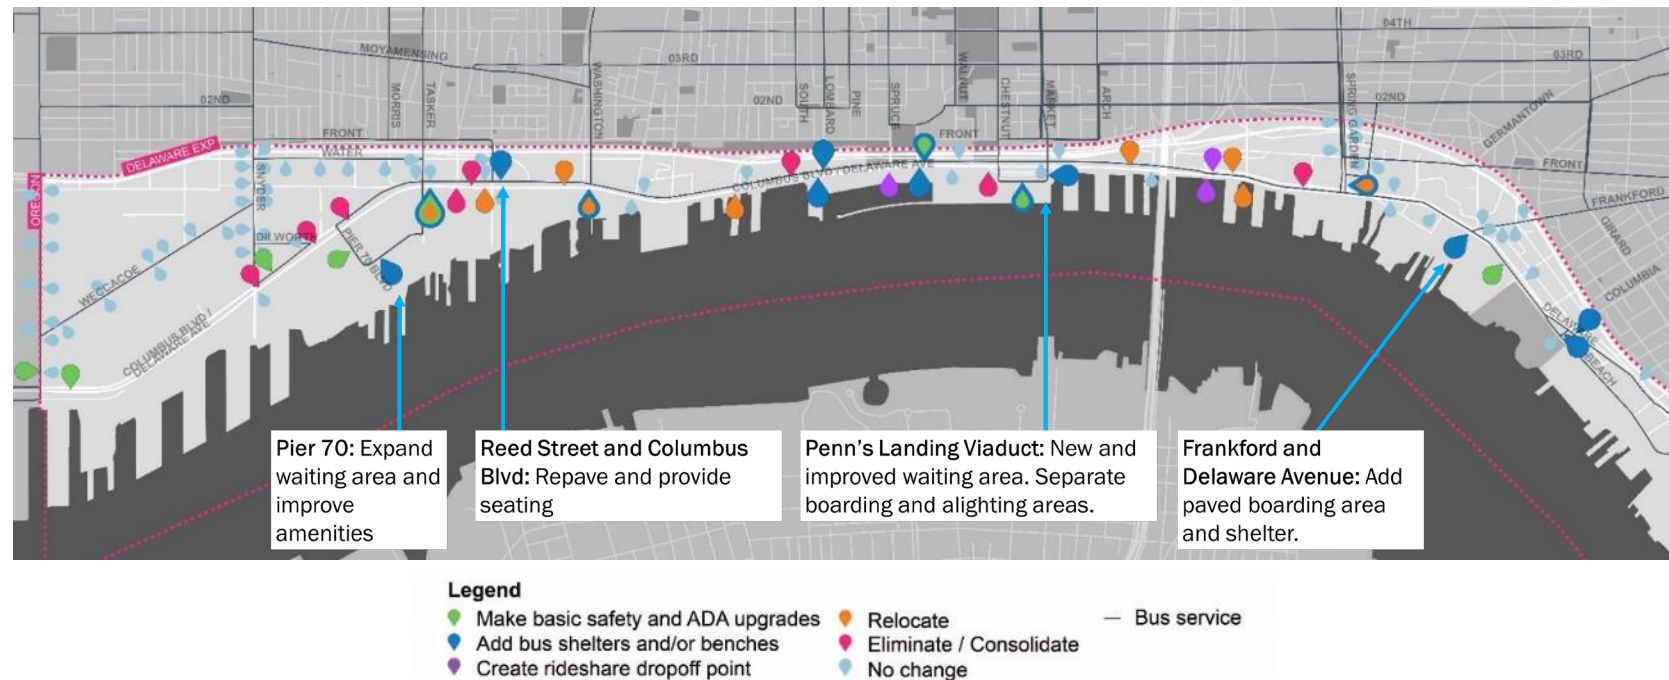 04TH
MOYAMENSING
03RD
03RD
WASHINGTON
WALNUT
MORRIS
TASKER
SOUTH
LOMBARD
PINE
SPRUCE
CHESTNUT
MARKET
ARCH
SPRING GARDEN
02ND
02ND
02ND
GERMANTOWN
FRONT
FRONT
FRONT
WATER
DELAWARE EXP
COLUMBUS BLVD / DELAWARE AVE
OREGON
SNYDER
FRANKFORD
GIRARD
DILWORTH
PIER 70 BLVD
WECCACOE
COLUMBIA
COLUMBUS BLVD /
DELAWARE AVE
DELAWARE
BEACH
Pier 70: Expand
waiting area and
improve
amenities
Reed Street and Columbus
Blvd: Repave and provide
seating
Penn's Landing Viaduct: New and
improved waiting area. Separate
boarding and alighting areas.
Frankford and
Delaware Avenue: Add
paved boarding area
and shelter.
Legend
Make basic safety and ADA upgrades
Add bus shelters and/or benches
Create rideshare dropoff point
Relocate
Eliminate / Consolidate
No change
Bus service